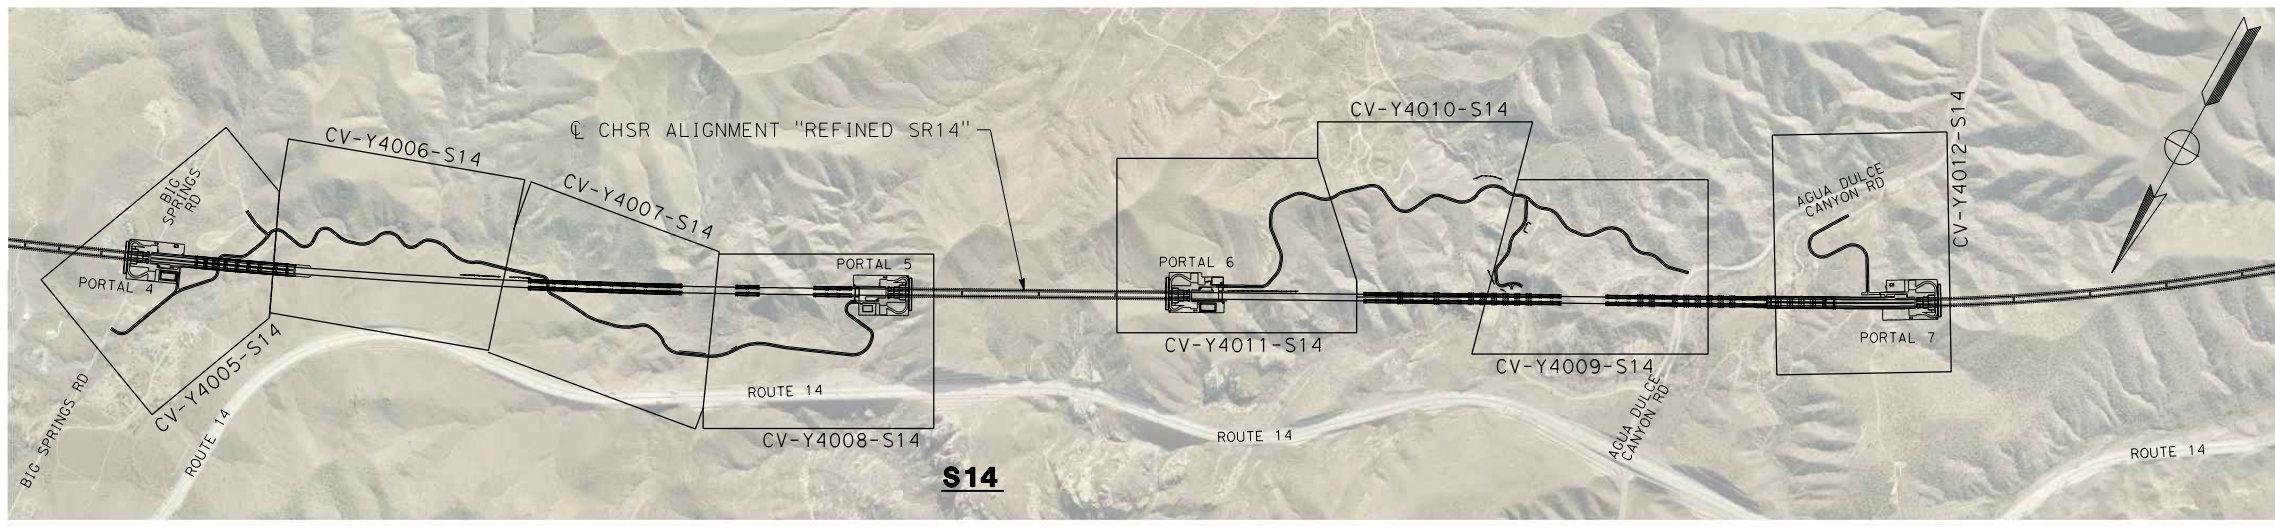 CV-Y4010-S14
℄ CHSR ALIGNMENT "REFINED SR14"
CV-Y4006-S14
CV-Y4007-S14
CV-Y4012-S14
BIG
SPRINGS
RD
AGUA DULCE
CANYON RD
PORTAL 4
PORTAL 5
PORTAL 6
PORTAL 7
CV-Y4005-S14
CV-Y4011-S14
CV-Y4009-S14
BIG SPRINGS RD
ROUTE 14
ROUTE 14
CV-Y4008-S14
ROUTE 14
AGUA DULCE
CANYON RD
ROUTE 14
S14